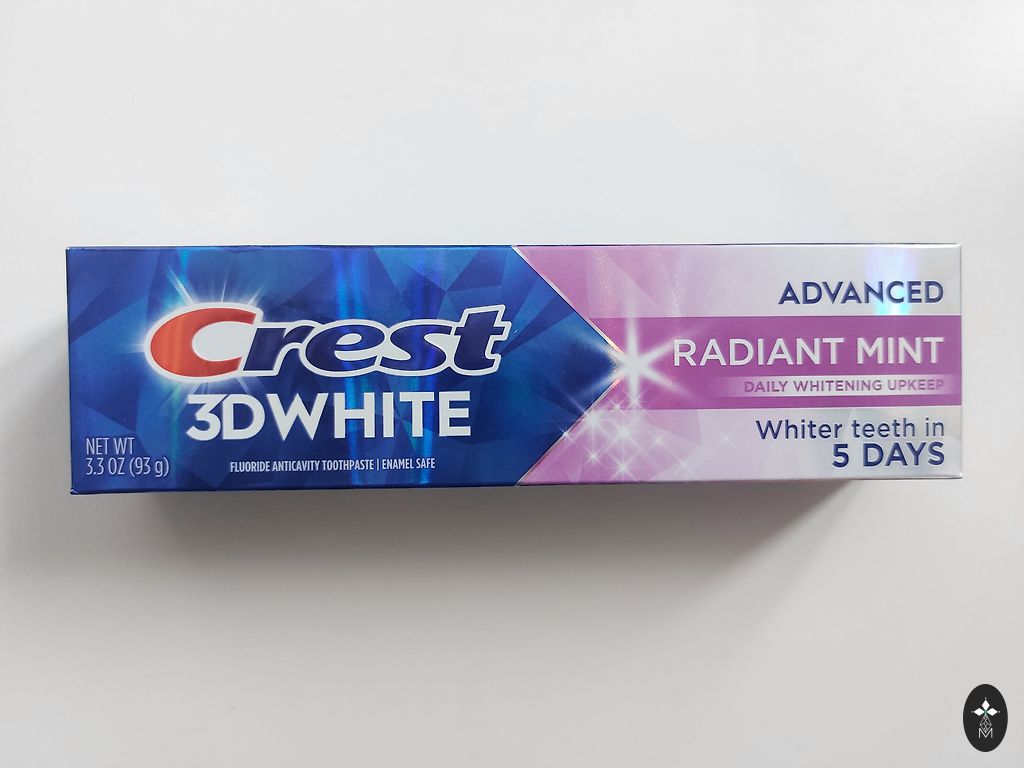 Crest
3DWHITE
NET WT
3.3 OZ (93 g)
FLUORIDE ANTICAVITY TOOTHPASTE | ENAMEL SAFE
ADVANCED
RADIANT MINT
DAILY WHITENING UPKEEP
Whiter teeth in
5 DAYS
M